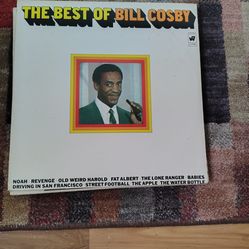 THE BEST OF BILL COSBY
NOAH · REVENGE · OLD WEIRD HAROLD · FAT ALBERT · THE LONE RANGER · BABIES
DRIVING IN SAN FRANCISCO · STREET FOOTBALL · THE APPLE · THE WATER BOTTLE